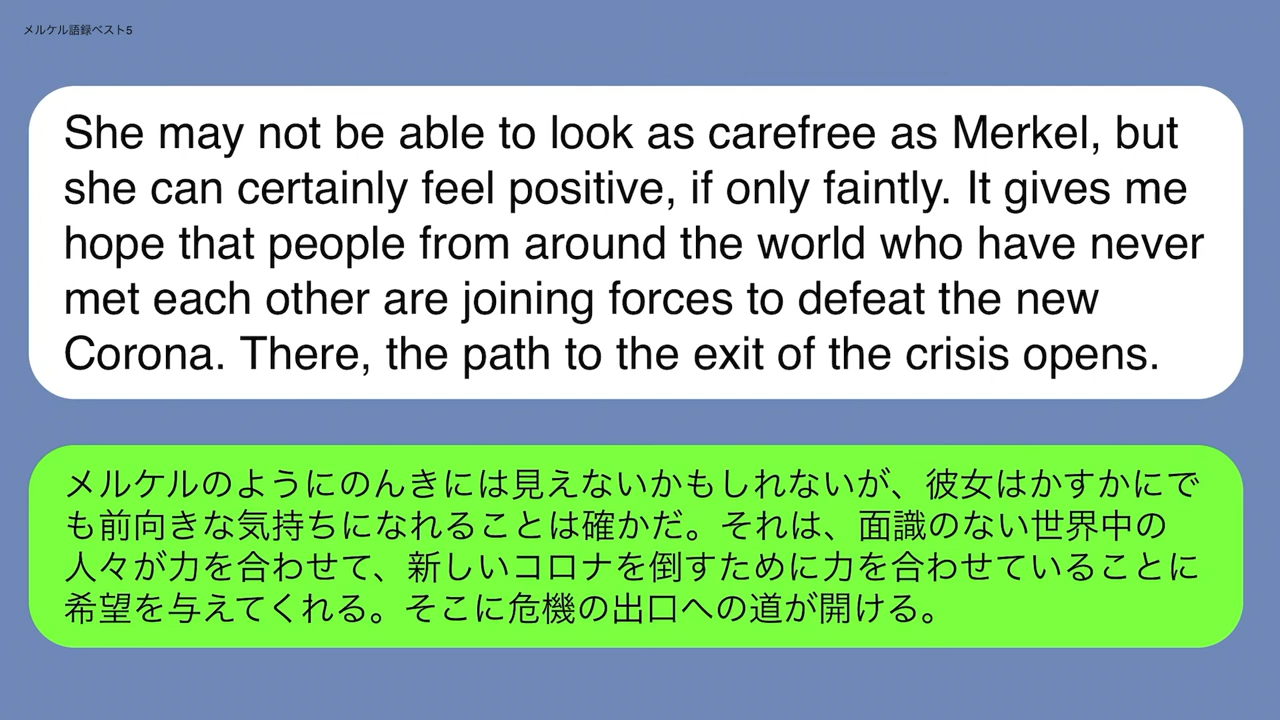 メルケル語録ベスト5
She may not be able to look as carefree as Merkel, but
she can certainly feel positive, if only faintly. It gives me
hope that people from around the world who have never
met each other are joining forces to defeat the new
Corona. There, the path to the exit of the crisis opens.
メルケルのようにのんきには見えないかもしれないが、彼女はかすかにで
も前向きな気持ちになれることは確かだ。それは、面識のない世界中の
人々が力を合わせて、新しいコロナを倒すために力を合わせていることに
希望を与えてくれる。そこに危機の出口への道が開ける。